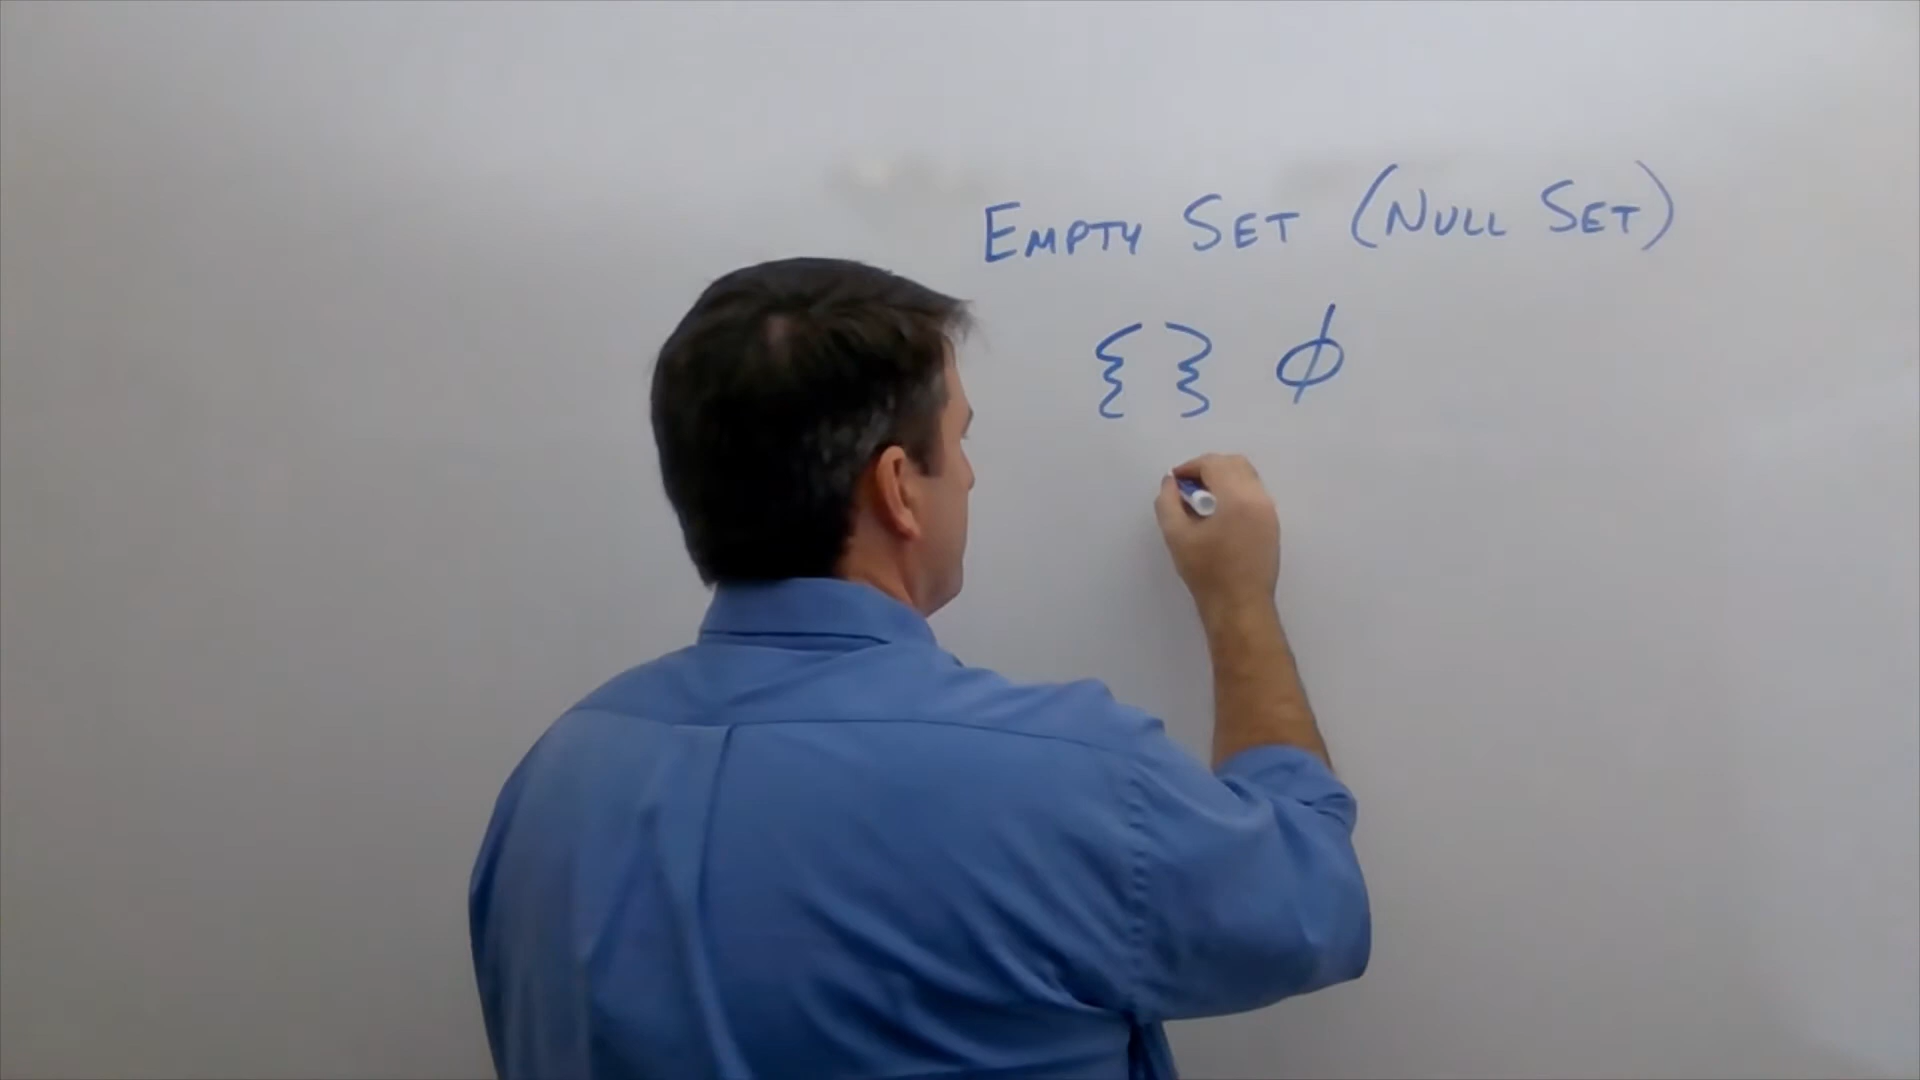 EMPTY SET (NULL SET)
{ } ∅